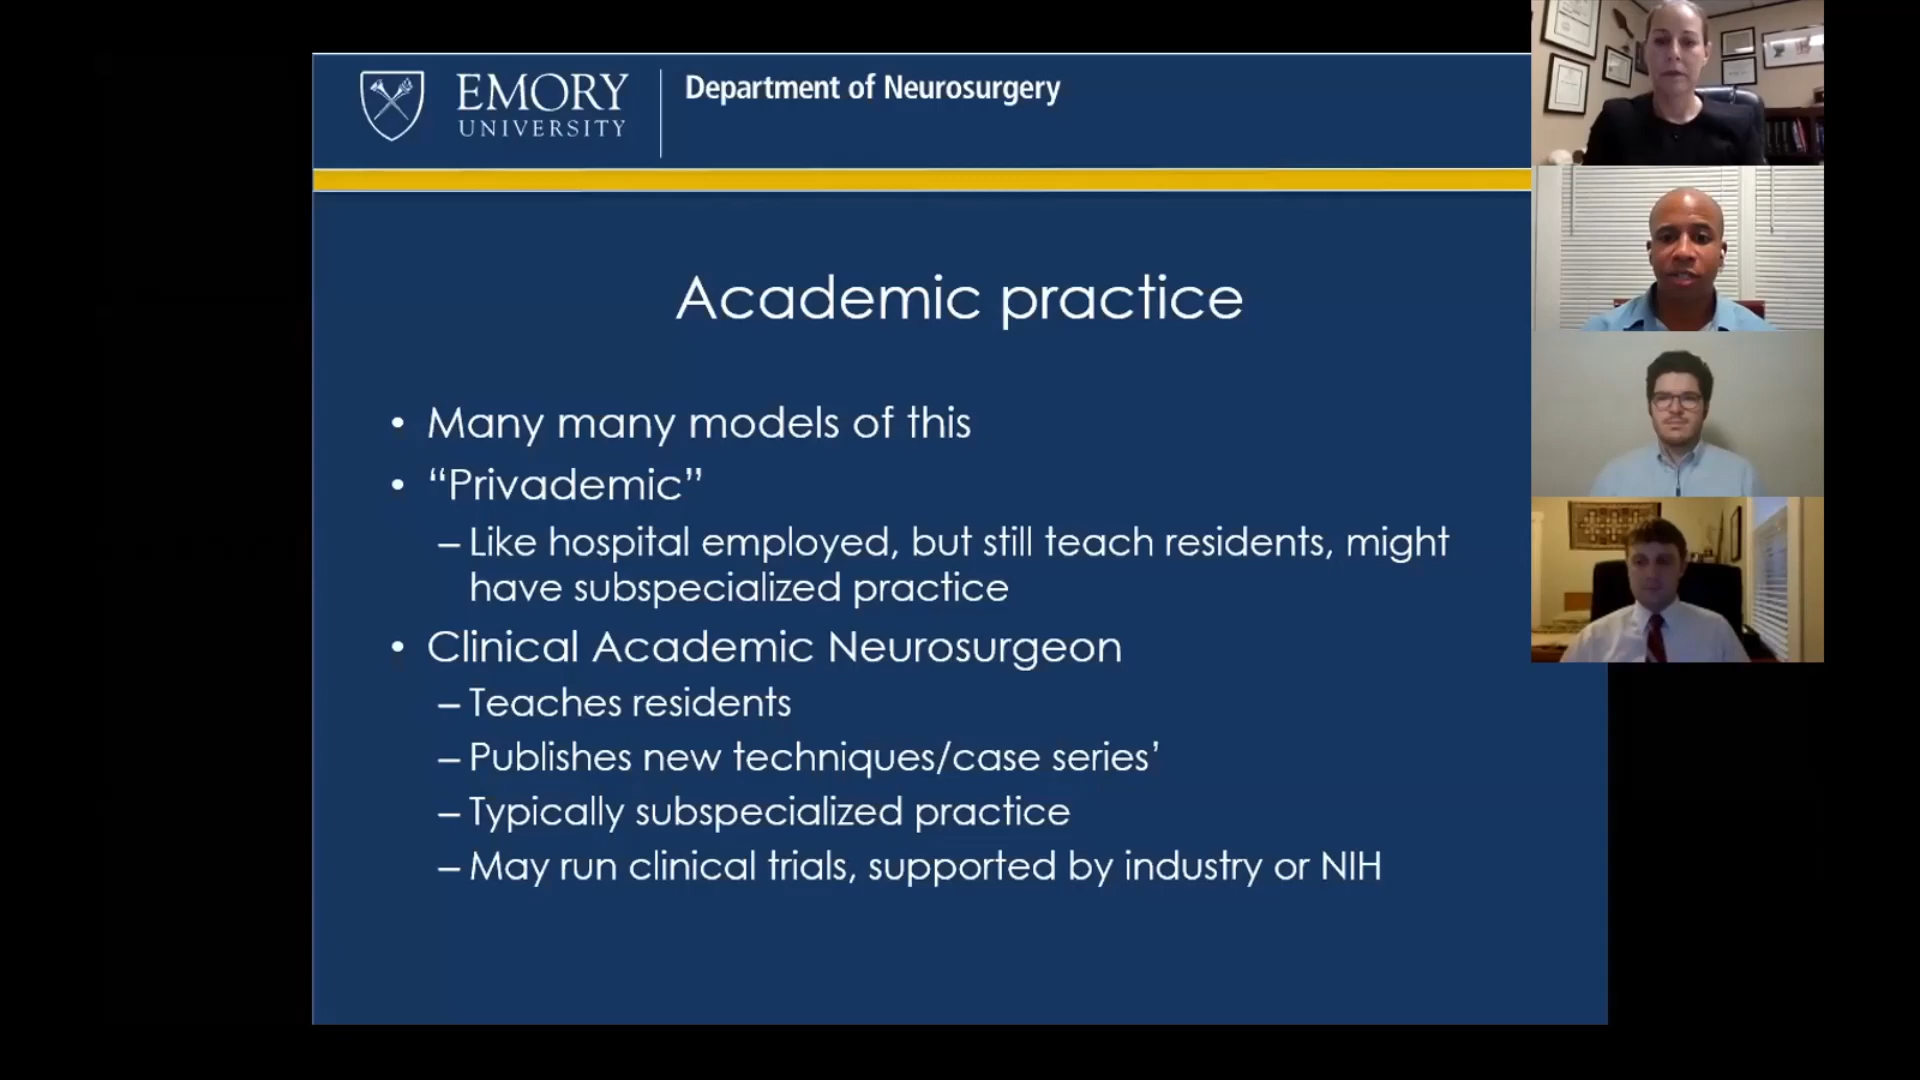 EMORY
UNIVERSITY
Department of Neurosurgery
Academic practice
• Many many models of this
• “Privademic”
– Like hospital employed, but still teach residents, might
have subspecialized practice
• Clinical Academic Neurosurgeon
– Teaches residents
– Publishes new techniques/case series’
– Typically subspecialized practice
– May run clinical trials, supported by industry or NIH